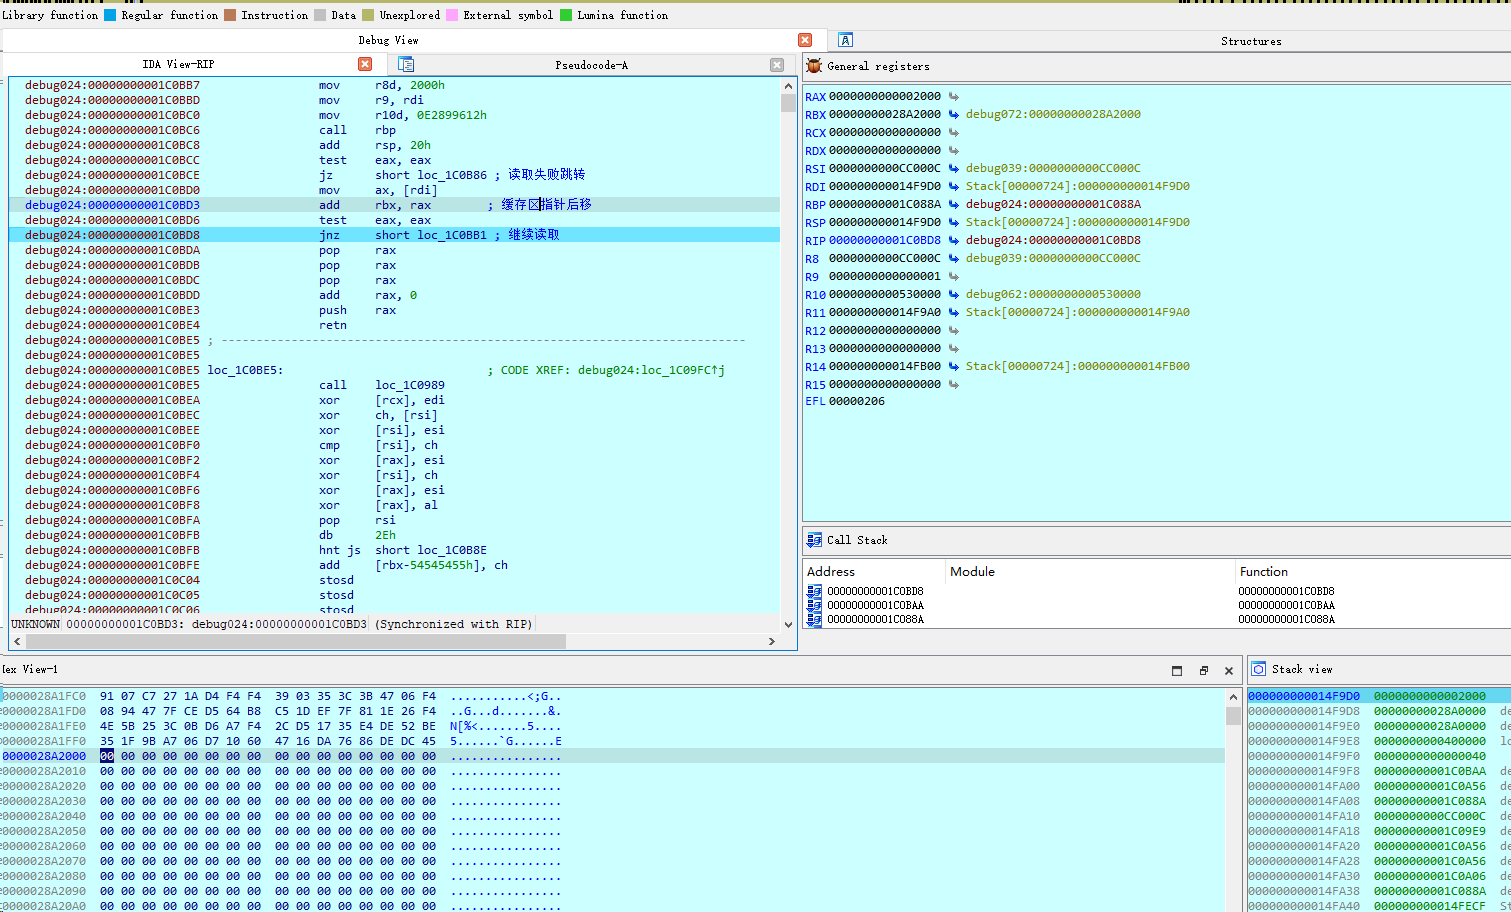 Library function Regular function Instruction Data Unexplored External symbol Lumina function
Debug View
Structures
IDA View-RIP
Pseudocode-A
General registers
debug024:00000000001C0BB7 mov r8d, 2000h
debug024:00000000001C0BBD mov r9, rdi
debug024:00000000001C0BC0 mov r10d, 0E2899612h
debug024:00000000001C0BC6 call rbp
debug024:00000000001C0BC8 add rsp, 20h
debug024:00000000001C0BCC test eax, eax
debug024:00000000001C0BCE jz short loc_1C0B86 ; 读取失败跳转
debug024:00000000001C0BD0 mov ax, [rdi]
debug024:00000000001C0BD3 add rbx, rax ; 缓存区指针后移
debug024:00000000001C0BD6 test eax, eax
debug024:00000000001C0BD8 jnz short loc_1C0BB1 ; 继续读取
debug024:00000000001C0BDA pop rax
debug024:00000000001C0BDB pop rax
debug024:00000000001C0BDC pop rax
debug024:00000000001C0BDD add rax, 0
debug024:00000000001C0BE3 push rax
debug024:00000000001C0BE4 retn
debug024:00000000001C0BE5 ; ---------------------------------------------------------------------------
debug024:00000000001C0BE5
debug024:00000000001C0BE5 loc_1C0BE5: ; CODE XREF: debug024:loc_1C09FC↑j
debug024:00000000001C0BE5 call loc_1C0989
debug024:00000000001C0BEA xor [rcx], edi
debug024:00000000001C0BEC xor ch, [rsi]
debug024:00000000001C0BEE xor [rsi], esi
debug024:00000000001C0BF0 cmp [rsi], ch
debug024:00000000001C0BF2 xor [rax], esi
debug024:00000000001C0BF4 xor [rsi], ch
debug024:00000000001C0BF6 xor [rax], esi
debug024:00000000001C0BF8 xor [rax], al
debug024:00000000001C0BFA pop rsi
debug024:00000000001C0BFB db 2Eh
debug024:00000000001C0BFB hnt js short loc_1C0B8E
debug024:00000000001C0BFE add [rbx-54545455h], ch
debug024:00000000001C0C04 stosd
debug024:00000000001C0C05 stosd
debug024:00000000001C0C06 stosd
UNKNOWN 00000000001C0BD3: debug024:00000000001C0BD3 (Synchronized with RIP)
RAX 0000000000002000
RBX 00000000028A2000 debug072:00000000028A2000
RCX 0000000000000000
RDX 0000000000000000
RSI 0000000000CC000C debug039:0000000000CC000C
RDI 000000000014F9D0 Stack[00000724]:000000000014F9D0
RBP 00000000001C088A debug024:00000000001C088A
RSP 000000000014F9D0 Stack[00000724]:000000000014F9D0
RIP 00000000001C0BD8 debug024:00000000001C0BD8
R8 0000000000CC000C debug039:0000000000CC000C
R9 0000000000000001
R10 0000000000530000 debug062:0000000000530000
R11 000000000014F9A0 Stack[00000724]:000000000014F9A0
R12 0000000000000000
R13 0000000000000000
R14 000000000014FB00 Stack[00000724]:000000000014FB00
R15 0000000000000000
EFL 00000206
Call Stack
Address Module Function
00000000001C0BD8 00000000001C0BD8
00000000001C0BAA 00000000001C0BAA
00000000001C088A 00000000001C088A
ex View-1
0000028A1FC0 91 07 C7 27 1A D4 F4 F4 39 03 35 3C 3B 47 06 F4 ...........<;G..
0000028A1FD0 08 94 47 7F CE D5 64 B8 C5 1D EF 7F 81 1E 26 F4 ..G...d.......&.
0000028A1FE0 4E 5B 25 3C 0B D6 A7 F4 2C D5 17 35 E4 DE 52 BE N[%<.......5....
0000028A1FF0 35 1F 9B A7 06 D7 10 60 47 16 DA 76 86 DE DC 45 5......`G......E
0000028A2000 00 00 00 00 00 00 00 00 00 00 00 00 00 00 00 00 ................
0000028A2010 00 00 00 00 00 00 00 00 00 00 00 00 00 00 00 00 ................
0000028A2020 00 00 00 00 00 00 00 00 00 00 00 00 00 00 00 00 ................
0000028A2030 00 00 00 00 00 00 00 00 00 00 00 00 00 00 00 00 ................
0000028A2040 00 00 00 00 00 00 00 00 00 00 00 00 00 00 00 00 ................
0000028A2050 00 00 00 00 00 00 00 00 00 00 00 00 00 00 00 00 ................
0000028A2060 00 00 00 00 00 00 00 00 00 00 00 00 00 00 00 00 ................
0000028A2070 00 00 00 00 00 00 00 00 00 00 00 00 00 00 00 00 ................
0000028A2080 00 00 00 00 00 00 00 00 00 00 00 00 00 00 00 00 ................
0000028A2090 00 00 00 00 00 00 00 00 00 00 00 00 00 00 00 00 ................
0000028A20A0 00 00 00 00 00 00 00 00 00 00 00 00 00 00 00 00 ................
Stack view
000000000014F9D0 0000000000002000
000000000014F9D8 00000000028A0000 de
000000000014F9E0 00000000028A0000 de
000000000014F9E8 0000000000400000 lo
000000000014F9F0 0000000000000040
000000000014F9F8 00000000001C0BAA de
000000000014FA00 00000000001C0A56 de
000000000014FA08 00000000001C088A de
000000000014FA10 0000000000CC000C de
000000000014FA18 00000000001C09E9 de
000000000014FA20 00000000001C0A56 de
000000000014FA28 00000000001C0A56 de
000000000014FA30 00000000001C0A06 de
000000000014FA38 00000000001C088A de
000000000014FA40 000000000014FECF St